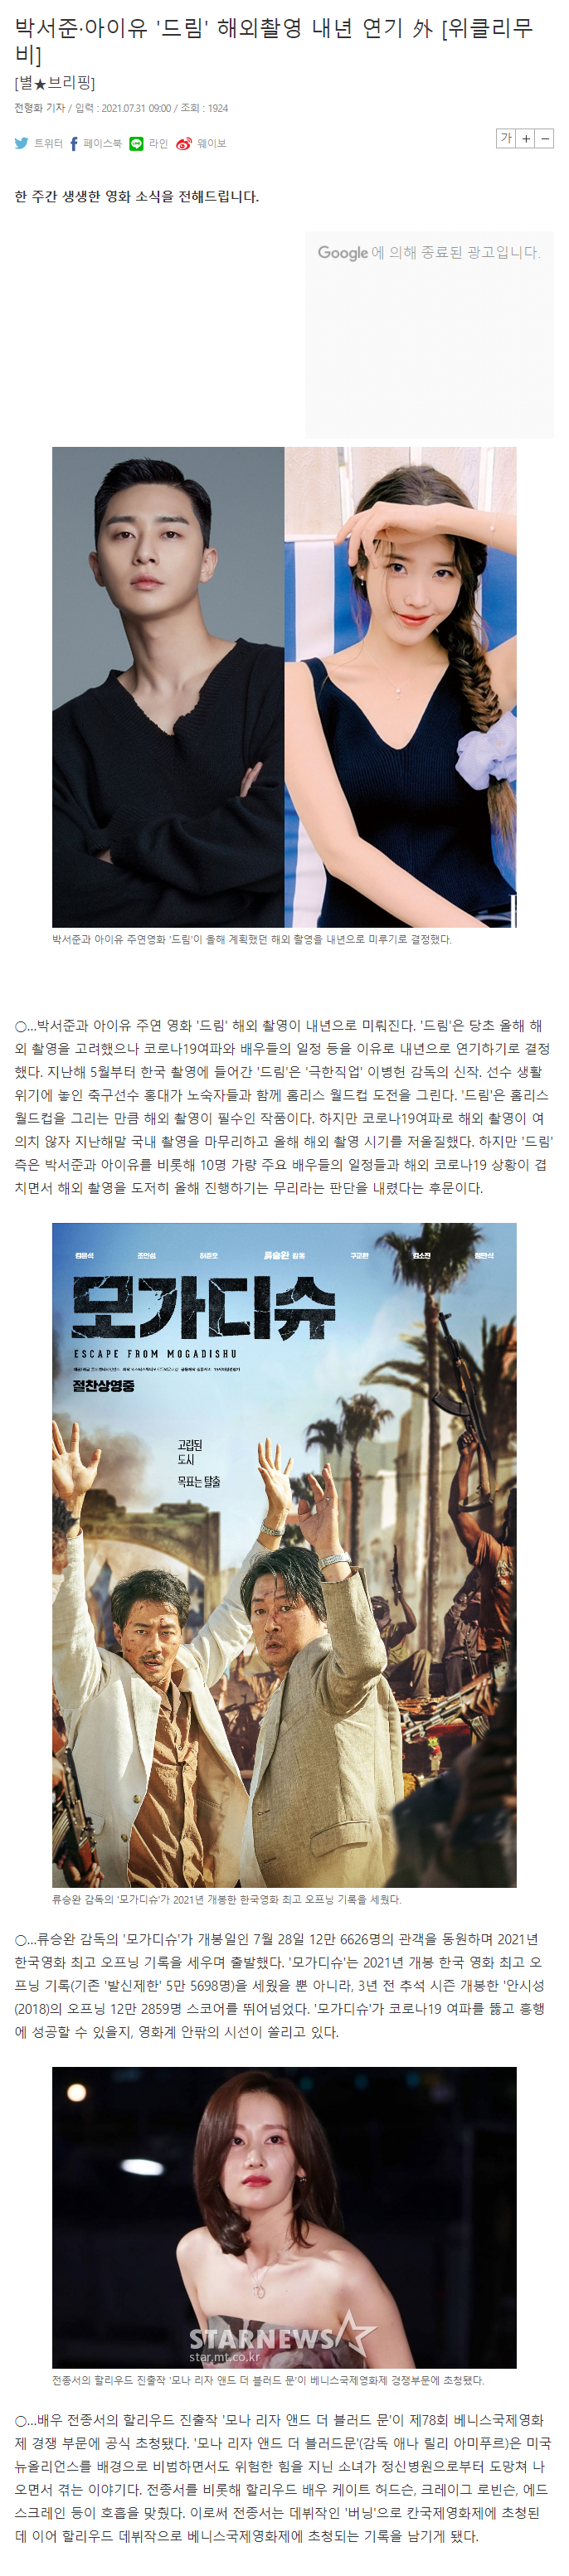 박서준·아이유 '드림' 해외촬영 내년 연기 外 [위클리무
비]
[별★브리핑]
전형화 기자 / 입력 : 2021.07.31 09:00 / 조회 : 1924
트위터 페이스북 라인 웨이보
가 + −
한 주간 생생한 영화 소식을 전해드립니다.
Google에 의해 종료된 광고입니다.
박서준과 아이유 주연영화 '드림'이 올해 계획했던 해외 촬영을 내년으로 미루기로 결정했다.
○...박서준과 아이유 주연 영화 '드림' 해외 촬영이 내년으로 미뤄진다. '드림'은 당초 올해 해
외 촬영을 고려했으나 코로나19여파와 배우들의 일정 등을 이유로 내년으로 연기하기로 결정
했다. 지난해 5월부터 한국 촬영에 들어간 '드림'은 '극한직업' 이병헌 감독의 신작. 선수 생활
위기에 놓인 축구선수 홍대가 노숙자들과 함께 홈리스 월드컵 도전을 그린다. '드림'은 홈리스
월드컵을 그리는 만큼 해외 촬영이 필수인 작품이다. 하지만 코로나19여파로 해외 촬영이 여
의치 않자 지난해말 국내 촬영을 마무리하고 올해 해외 촬영 시기를 저울질했다. 하지만 '드림'
측은 박서준과 아이유를 비롯해 10명 가량 주요 배우들의 일정들과 해외 코로나19 상황이 겹
치면서 해외 촬영을 도저히 올해 진행하기는 무리라는 판단을 내렸다는 후문이다.
김윤석 조인성 허준호 류승완 감독 구교환 김소진 정만식
모가디슈
ESCAPE FROM MOGADISHU
절찬상영중
고립된
도시
목표는 탈출
류승완 감독의 '모가디슈'가 2021년 개봉한 한국영화 최고 오프닝 기록을 세웠다.
○...류승완 감독의 '모가디슈'가 개봉일인 7월 28일 12만 6626명의 관객을 동원하며 2021년
한국영화 최고 오프닝 기록을 세우며 출발했다. '모가디슈'는 2021년 개봉 한국 영화 최고 오
프닝 기록(기존 '발신제한' 5만 5698명)을 세웠을 뿐 아니라, 3년 전 추석 시즌 개봉한 '안시성
(2018)의 오프닝 12만 2859명 스코어를 뛰어넘었다. '모가디슈'가 코로나19 여파를 뚫고 흥행
에 성공할 수 있을지, 영화계 안팎의 시선이 쏠리고 있다.
STARNEWS
star.mt.co.kr
전종서의 할리우드 진출작 '모나 리자 앤드 더 블러드 문'이 베니스국제영화제 경쟁부문에 초청됐다.
○...배우 전종서의 할리우드 진출작 '모나 리자 앤드 더 블러드 문'이 제78회 베니스국제영화
제 경쟁 부문에 공식 초청됐다. '모나 리자 앤드 더 블러드문'(감독 애나 릴리 아미푸르)은 미국
뉴올리언스를 배경으로 비범하면서도 위험한 힘을 지닌 소녀가 정신병원으로부터 도망쳐 나
오면서 겪는 이야기다. 전종서를 비롯해 할리우드 배우 케이트 허드슨, 크레이그 로빈슨, 에드
스크레인 등이 호흡을 맞췄다. 이로써 전종서는 데뷔작인 '버닝'으로 칸국제영화제에 초청된
데 이어 할리우드 데뷔작으로 베니스국제영화제에 초청되는 기록을 남기게 됐다.